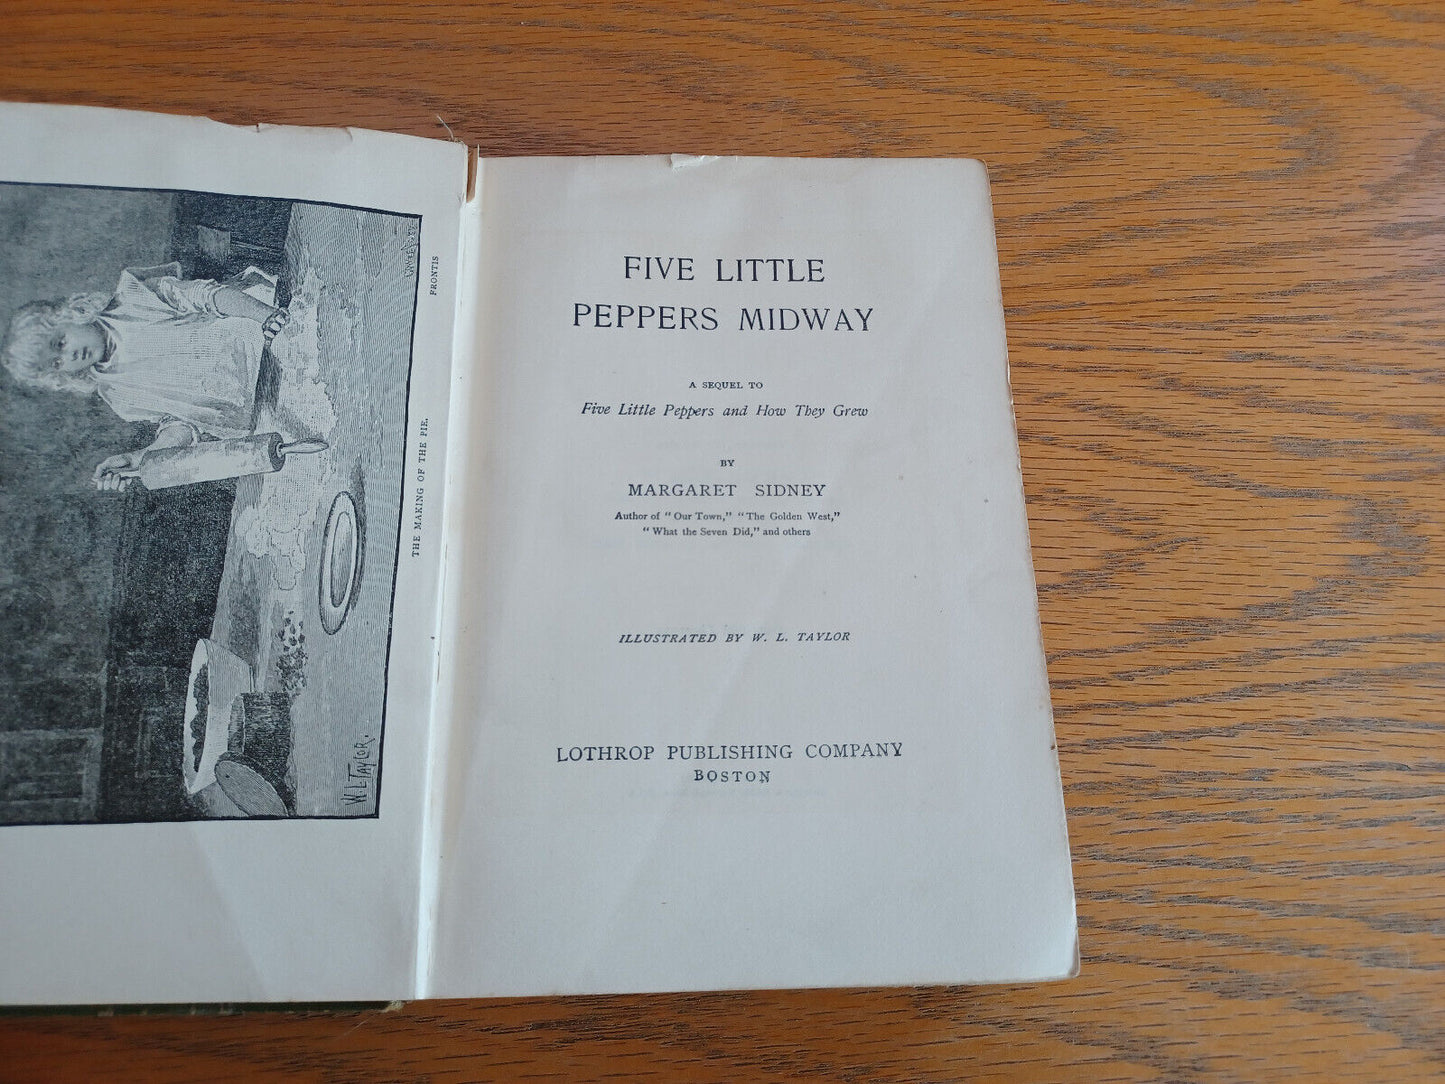 FRONTIS
THE MAKING OF THE PIE.
W. L. TAYLOR.
FIVE LITTLE
PEPPERS MIDWAY
A SEQUEL TO
Five Little Peppers and How They Grew
BY
MARGARET SIDNEY
Author of "Our Town," "The Golden West,"
"What the Seven Did," and others
ILLUSTRATED BY W. L. TAYLOR
LOTHROP PUBLISHING COMPANY
BOSTON